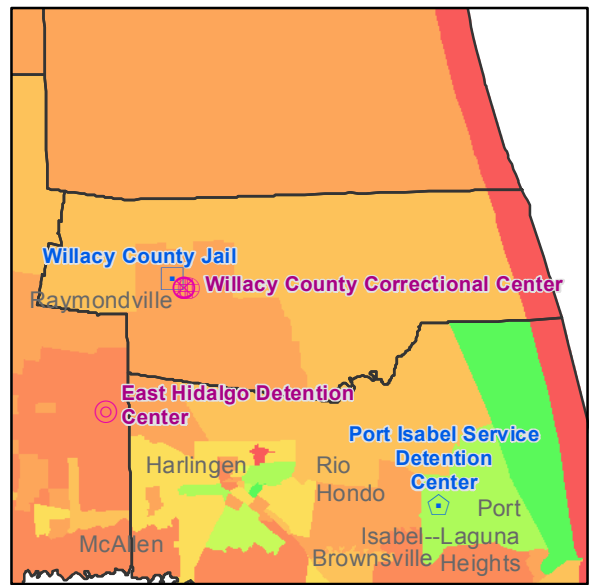 Willacy County Jail
Willacy County Correctional Center
Raymondville
East Hidalgo Detention
Center
Port Isabel Service
Detention
Center
Harlingen
Rio
Hondo
Port
Isabel--Laguna
Heights
McAllen
Brownsville